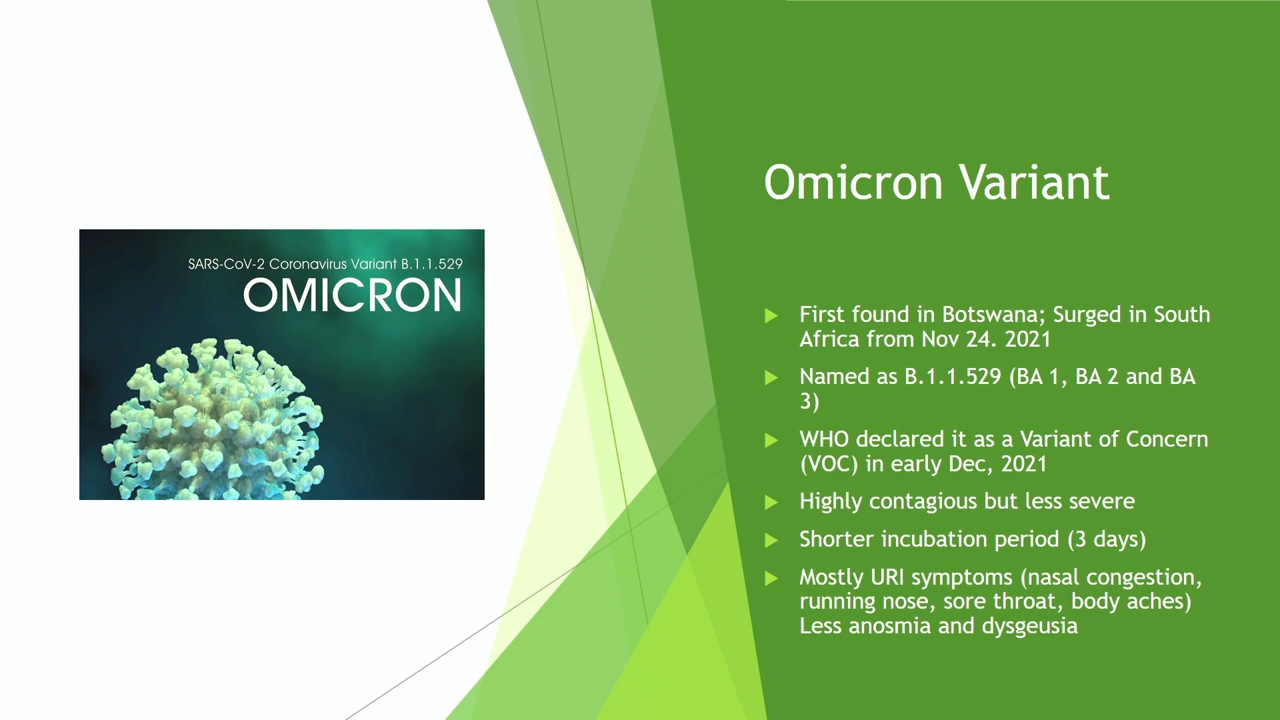 SARS-CoV-2 Coronavirus Variant B.1.1.529
OMICRON
Omicron Variant
First found in Botswana; Surged in South
Africa from Nov 24. 2021
Named as B.1.1.529 (BA 1, BA 2 and BA
3)
WHO declared it as a Variant of Concern
(VOC) in early Dec, 2021
Highly contagious but less severe
Shorter incubation period (3 days)
Mostly URI symptoms (nasal congestion,
running nose, sore throat, body aches)
Less anosmia and dysgeusia